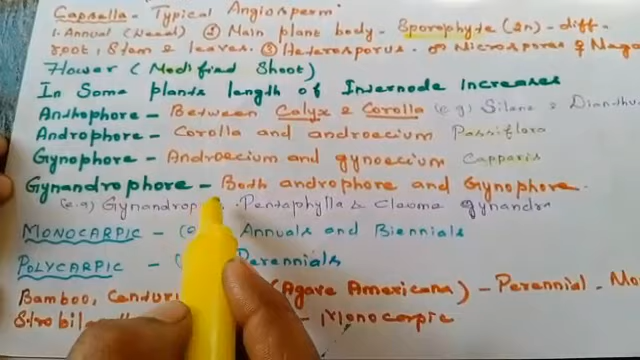 Capsella - Typical Angiosperm.
1. Annual (Weed) ② Main plant body - Sporophyte (2n) - diff-
root, Stem & leaves. ③ Heterosporus. ♂ Microspores ♀ Mega
Flower (Modified Shoot)
In Some plants length of Internode Increases
Anthophore - Between Calyx & Corolla (e.g) Silene & Dianthu
Androphore - Corolla and androecium Passiflora
Gynophore - Androecium and gynoecium Capparis
Gynandrophore - Both androphore and Gynophore.
(e.g) Gynandrop Pentaphylla & Cleome gynandra
MONOCARPIC - Annuals and Biennials
POLYCARPIC - Perennials
Bamboo, (Agave Americana) - Perennial - Mo
Strobil - Monocarpic